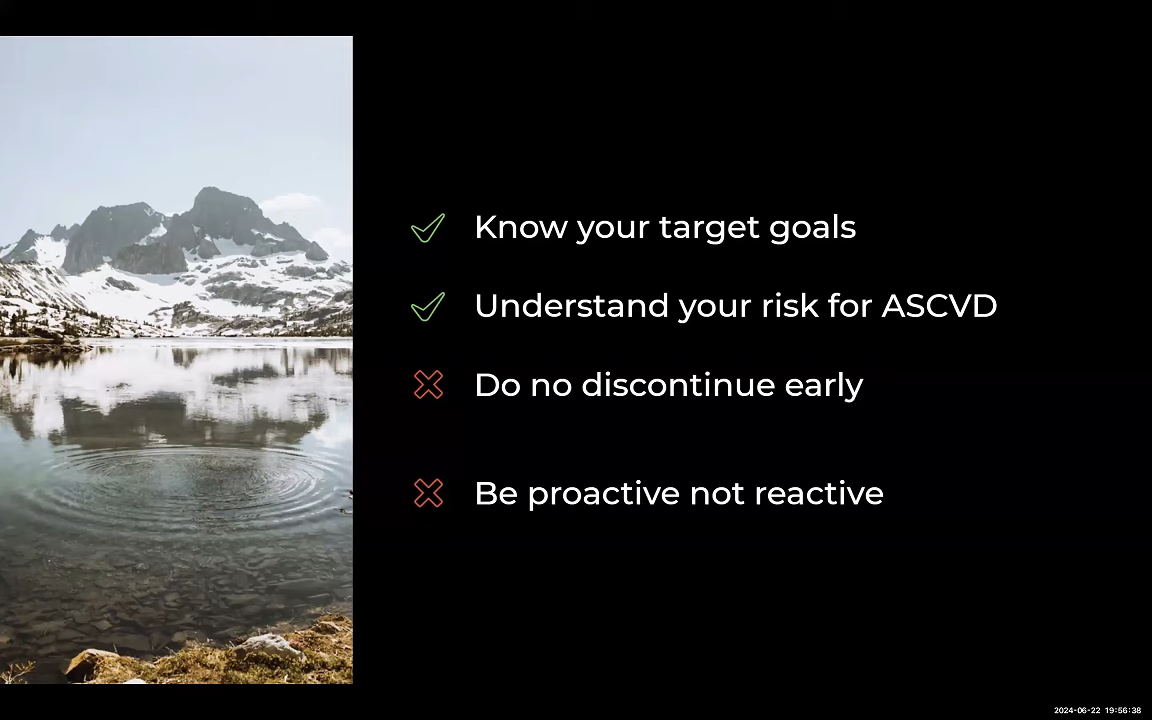 Know your target goals
Understand your risk for ASCVD
Do no discontinue early
Be proactive not reactive
2024-06-22 19:56:38